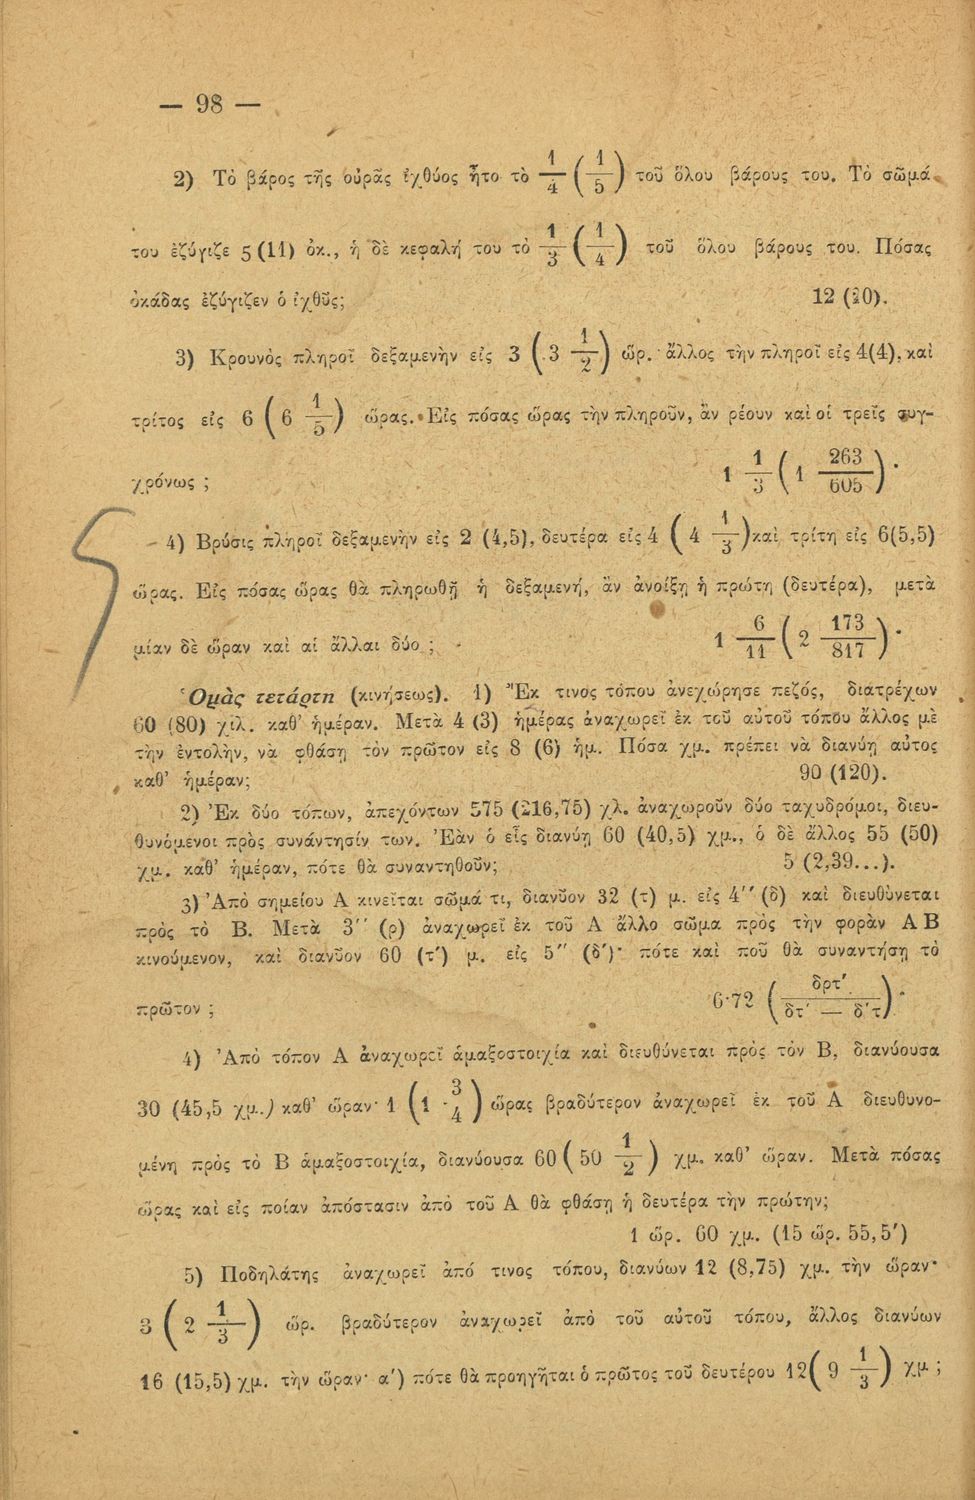 — 98 —
2) Τὸ βάρος τῆς οὐρᾶς ἰχθύος ἦτο τὸ 1/4 (1/5) τοῦ ὅλου βάρους του. Τὸ σῶμά
του ἐζύγιζε 5 (11) ὀκ., ἡ δὲ κεφαλή του τὸ 1/3 (1/4) τοῦ ὅλου βάρους του. Πόσας
ὀκάδας ἐζύγιζεν ὁ ἰχθῦς; 12 (20).
3) Κρουνὸς πληροῖ δεξαμενὴν εἰς 3 (3 1/2) ὥρ. ἄλλος τὴν πληροῖ εἰς 4(4), καὶ
τρίτος εἰς 6 (6 1/5) ὥρας. Εἰς πόσας ὥρας τὴν πληροῦν, ἂν ρέουν καὶ οἱ τρεῖς συγ-
χρόνως ; 1 1/3 (1 263/605).
4) Βρύσις πληροῖ δεξαμενὴν εἰς 2 (4,5), δευτέρα εἰς 4 (4 1/3) καὶ τρίτη εἰς 6(5,5)
ὥρας. Εἰς πόσας ὥρας θὰ πληρωθῇ ἡ δεξαμενή, ἂν ἀνοίξῃ ἡ πρώτη (δευτέρα), μετὰ
μίαν δὲ ὥραν καὶ αἱ ἄλλαι δύο ; 1 6/11 (2 173/817).
Ὁμὰς τετάρτη (κινήσεως). 1) Ἔκ τινος τόπου ἀνεχώρησε πεζός, διατρέχων
60 (80) χιλ. καθ' ἡμέραν. Μετὰ 4 (3) ἡμέρας ἀναχωρεῖ ἐκ τοῦ αὐτοῦ τόπου ἄλλος μὲ
τὴν ἐντολὴν, νὰ φθάσῃ τὸν πρῶτον εἰς 8 (6) ἡμ. Πόσα χμ. πρέπει νὰ διανύῃ αὐτος
καθ' ἡμέραν; 90 (120).
2) Ἐκ δύο τόπων, ἀπεχόντων 575 (216,75) χλ. ἀναχωροῦν δύο ταχυδρόμοι, διευ-
θυνόμενοι πρὸς συνάντησίν των. Ἐὰν ὁ εἷς διανύῃ 60 (40,5) χμ., ὁ δὲ ἄλλος 55 (50)
χμ. καθ' ἡμέραν, πότε θὰ συναντηθοῦν; 5 (2,39...).
3) Ἀπὸ σημείου Α κινεῖται σῶμά τι, διανῦον 32 (τ) μ. εἰς 4'' (δ) καὶ διευθύνεται
πρὸς τὸ Β. Μετὰ 3'' (ρ) ἀναχωρεῖ ἐκ τοῦ Α ἄλλο σῶμα πρὸς τὴν φορὰν Α Β
κινούμενον, καὶ διανῦον 60 (τ') μ. εἰς 5'' (δ')· πότε καὶ ποῦ θὰ συναντήσῃ τὸ
πρῶτον ; 6·72 (δρτ'/δτ' — δ'τ).
4) Ἀπὸ τόπον Α ἀναχωρεῖ ἁμαξοστοιχία καὶ διευθύνεται πρὸς τὸν Β, διανύουσα
30 (45,5 χμ.) καθ' ὥραν· 1 (1 3/4) ὥρας βραδύτερον ἀναχωρεῖ ἐκ τοῦ Α διευθυνο-
μένη πρὸς τὸ Β ἁμαξοστοιχία, διανύουσα 60 (50 1/2) χμ. καθ' ὥραν. Μετὰ πόσας
ὥρας καὶ εἰς ποίαν ἀπόστασιν ἀπὸ τοῦ Α θὰ φθάσῃ ἡ δευτέρα τὴν πρώτην;
1 ὥρ. 60 χμ. (15 ὥρ. 55,5')
5) Ποδηλάτης ἀναχωρεῖ ἀπό τινος τόπου, διανύων 12 (8,75) χμ. τὴν ὥραν·
3 (2 1/3) ὥρ. βραδύτερον ἀναχωρεῖ ἀπὸ τοῦ αὐτοῦ τόπου, ἄλλος διανύων
16 (15,5) χμ. τὴν ὥραν· α') πότε θὰ προηγῆται ὁ πρῶτος τοῦ δευτέρου 12 (9 1/3) χμ ;